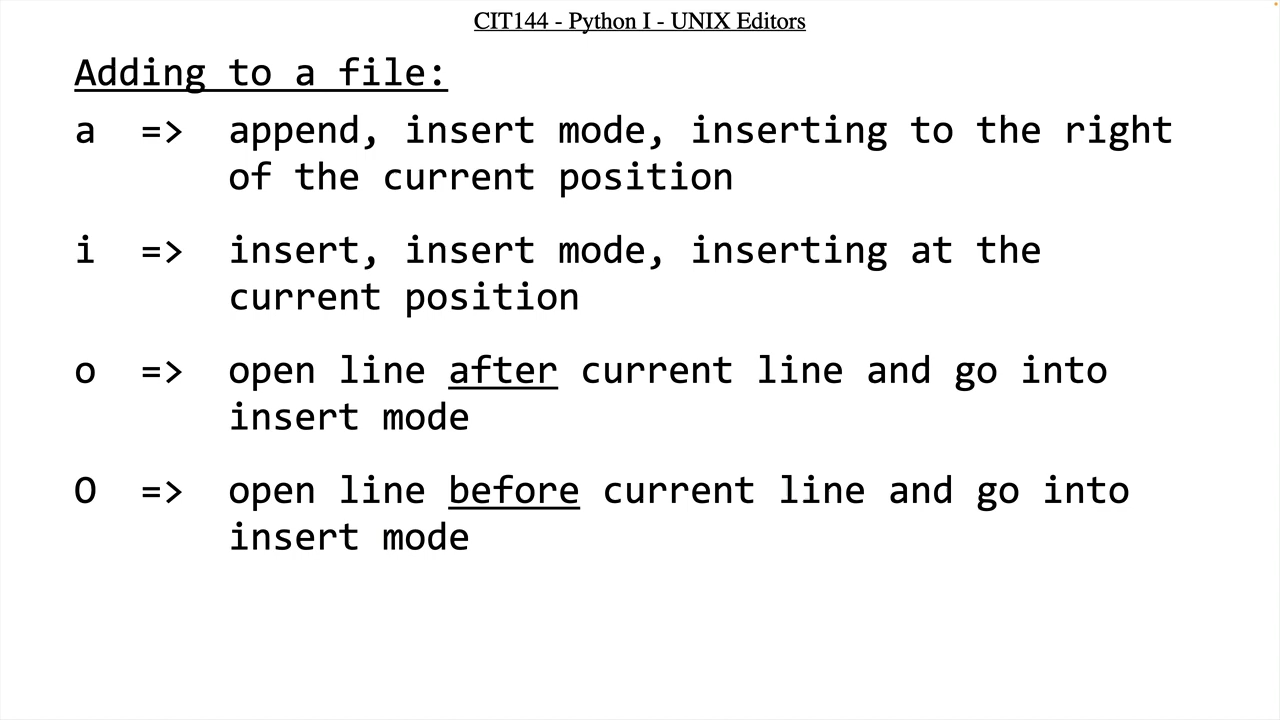 CIT144 - Python I - UNIX Editors
Adding to a file:
a => append, insert mode, inserting to the right
of the current position
i => insert, insert mode, inserting at the
current position
o => open line after current line and go into
insert mode
O => open line before current line and go into
insert mode